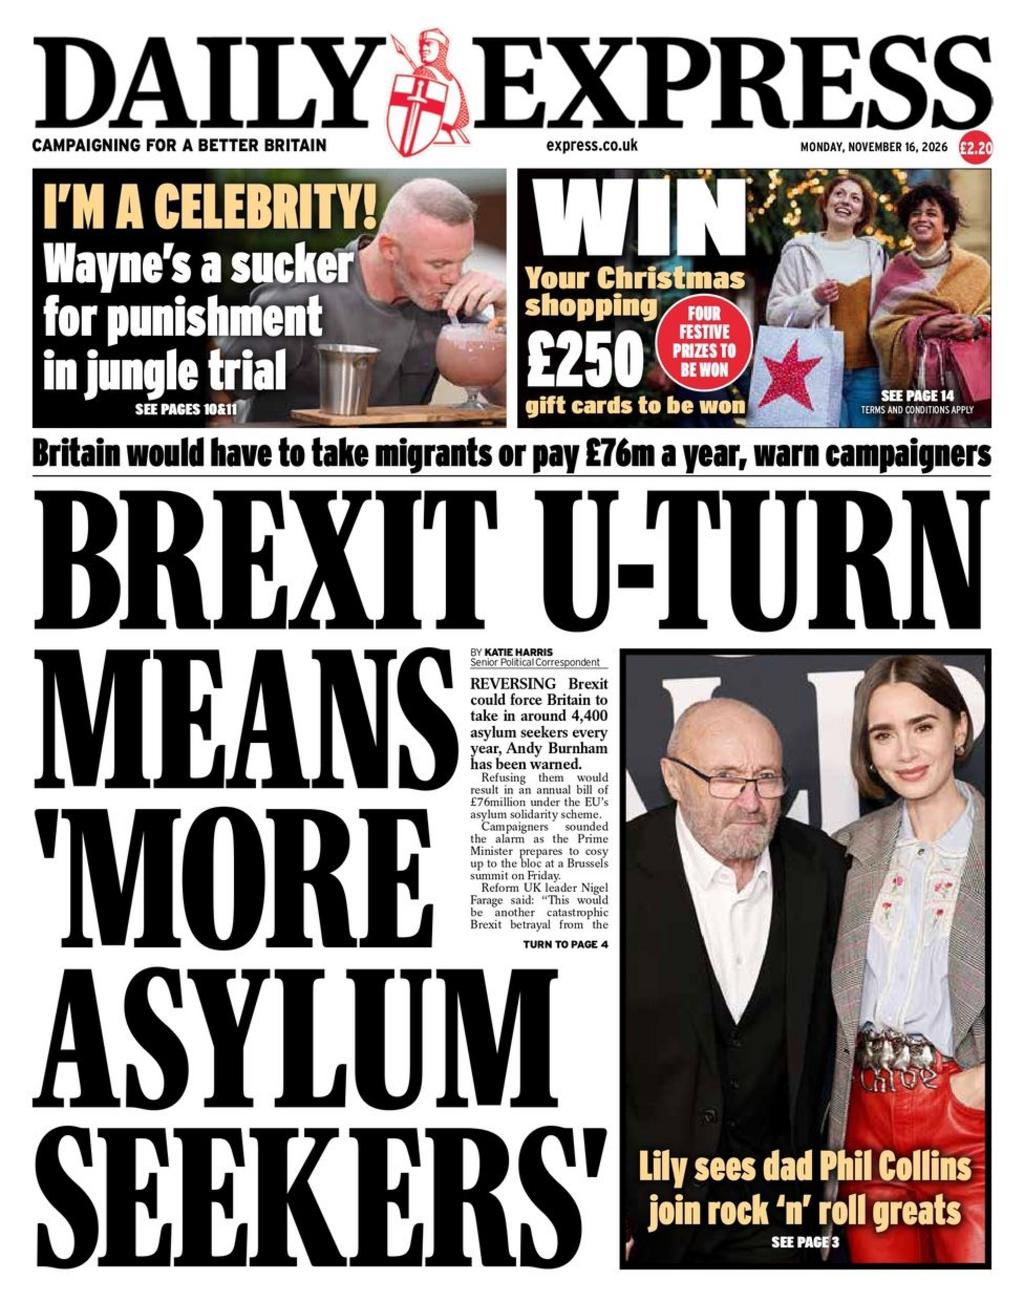 DAILY EXPRESS
CAMPAIGNING FOR A BETTER BRITAIN
express.co.uk
MONDAY, NOVEMBER 16, 2026
£2.20
I'M A CELEBRITY!
Wayne's a sucker
for punishment
in jungle trial
SEE PAGES 10&11
WIN
Your Christmas
shopping
£250
gift cards to be won
FOUR
FESTIVE
PRIZES TO
BE WON
SEE PAGE 14
TERMS AND CONDITIONS APPLY
Britain would have to take migrants or pay £76m a year, warn campaigners
BREXIT U-TURN
MEANS
'MORE
ASYLUM
SEEKERS'
BY KATIE HARRIS
Senior Political Correspondent
REVERSING Brexit
could force Britain to
take in around 4,400
asylum seekers every
year, Andy Burnham
has been warned.
Refusing them would
result in an annual bill of
£76million under the EU's
asylum solidarity scheme.
Campaigners sounded
the alarm as the Prime
Minister prepares to cosy
up to the bloc at a Brussels
summit on Friday.
Reform UK leader Nigel
Farage said: “This would
be another catastrophic
Brexit betrayal from the
TURN TO PAGE 4
Chloé
Lily sees dad Phil Collins
join rock ‘n’ roll greats
SEE PAGE 3